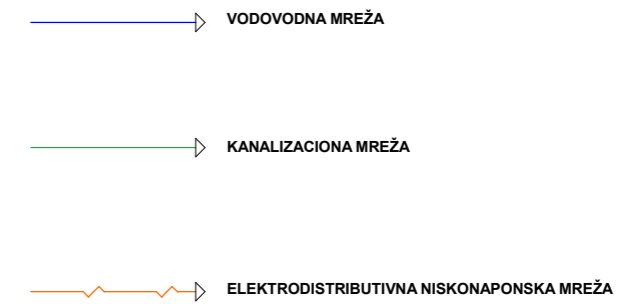 VODOVODNA MREŽA
KANALIZACIONA MREŽA
ELEKTRODISTRIBUTIVNA NISKONAPONSKA MREŽA